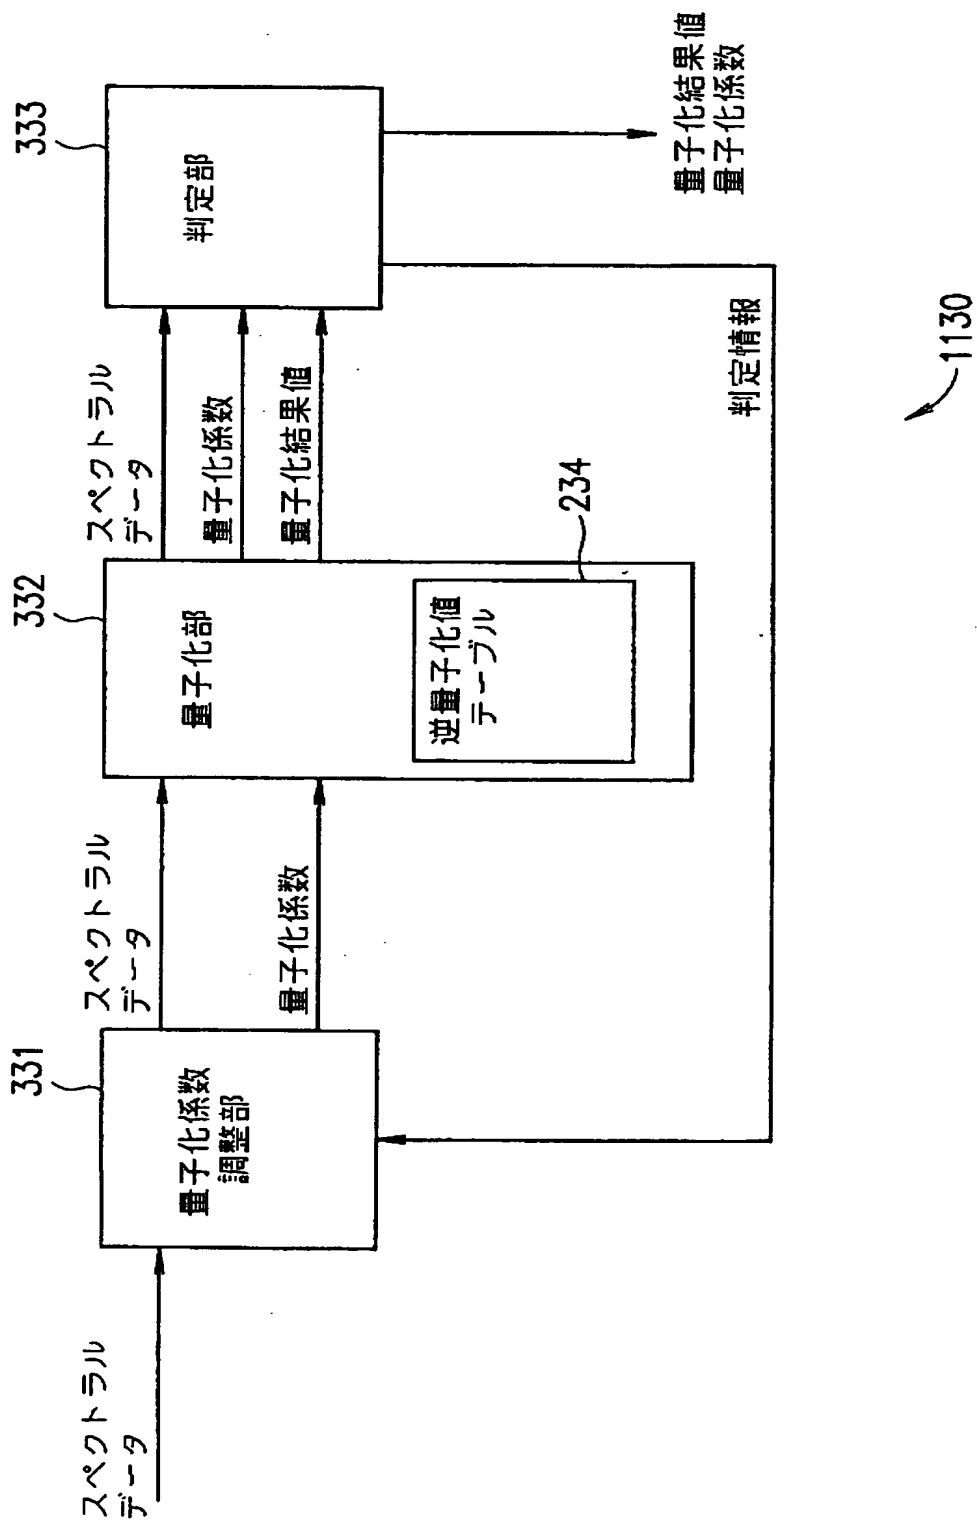 スペクトラル
データ
331
量子化係数
調整部
スペクトラル
データ
量子化係数
332
量子化部
逆量子化値
テーブル
234
スペクトラル
データ
量子化係数
量子化結果値
333
判定部
量子化結果値
量子化係数
判定情報
1130